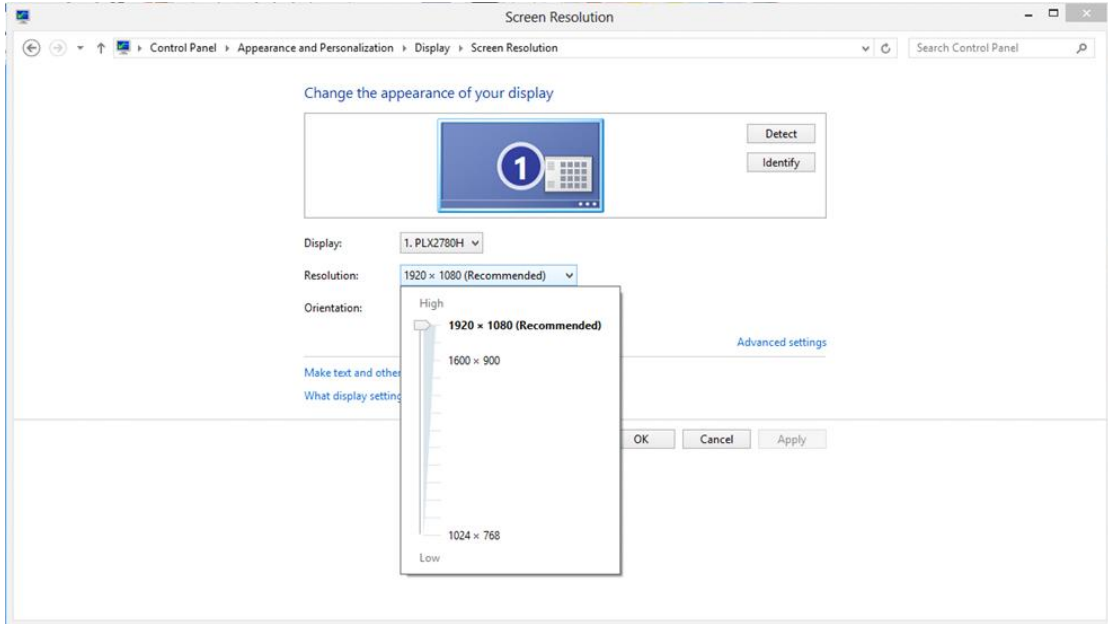 Screen Resolution
Control Panel Appearance and Personalization Display Screen Resolution
Search Control Panel
Change the appearance of your display
1
Detect
Identify
Display: 1. PLX2780H
Resolution: 1920 × 1080 (Recommended)
Orientation:
High
1920 × 1080 (Recommended)
1600 × 900
1024 × 768
Low
Advanced settings
Make text and other
What display setting
OK Cancel Apply